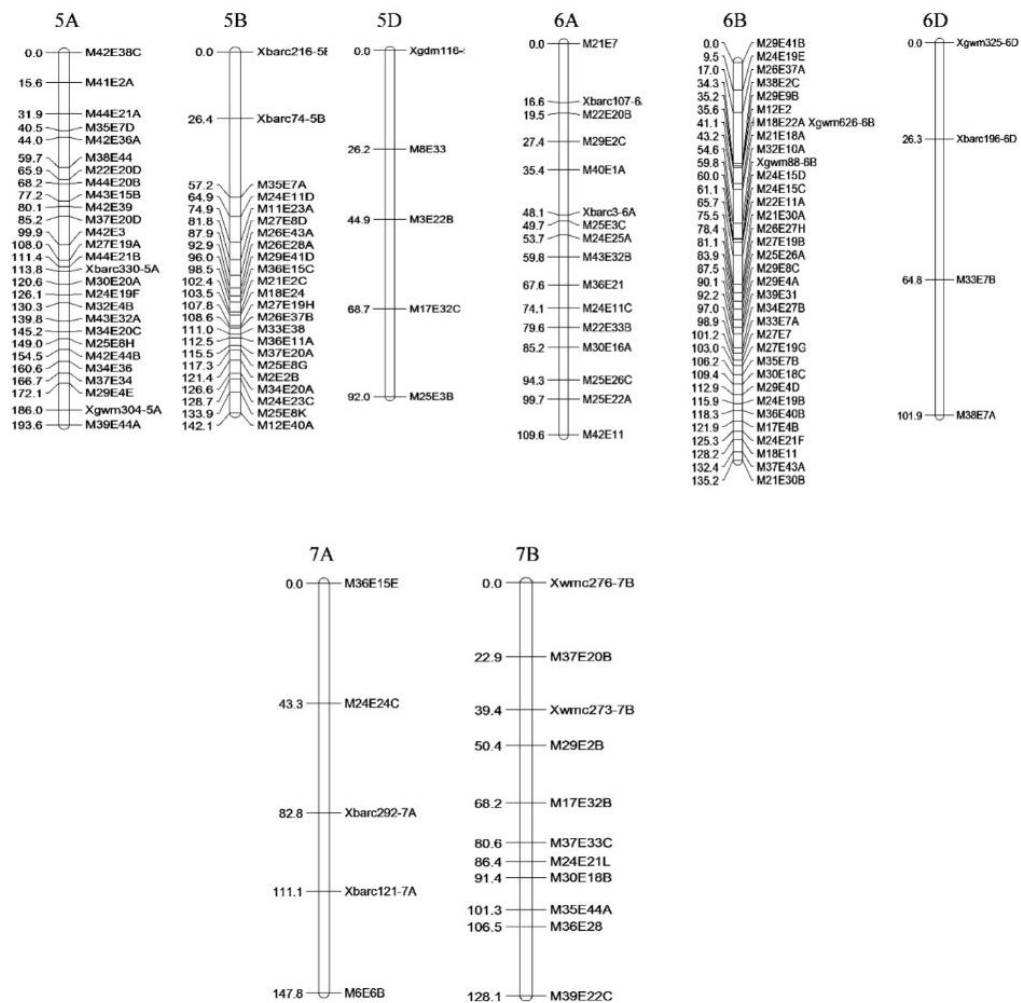 5A
0.0 M42E38C
15.6 M41E2A
31.9 M44E21A
40.5 M35E7D
44.0 M42E36A
59.7 M38E44
65.9 M22E20D
68.2 M44E20B
77.2 M43E15B
80.1 M42E39
85.2 M37E20D
99.9 M42E3
108.0 M27E19A
111.4 M44E21B
113.8 Xbarc330-5A
120.6 M30E20A
126.1 M24E19F
130.3 M32E4B
139.8 M43E32A
145.2 M34E20C
149.0 M25E8H
154.5 M42E44B
160.6 M34E36
166.7 M37E34
172.1 M29E4E
186.0 Xgwm304-5A
193.6 M39E44A
5B
0.0 Xbarc216-5B
26.4 Xbarc74-5B
57.2 M35E7A
64.9 M24E11D
74.9 M11E23A
81.8 M27E8D
87.9 M26E43A
92.9 M26E28A
96.0 M29E41D
98.5 M36E15C
102.4 M21E2C
103.5 M18E24
107.8 M27E19H
108.6 M26E37B
111.0 M33E38
112.5 M36E11A
115.5 M37E20A
117.3 M25E8G
121.4 M2E2B
126.6 M34E20A
128.7 M24E23C
133.9 M25E8K
142.1 M12E40A
5D
0.0 Xgdm116-
26.2 M8E33
44.9 M3E22B
68.7 M17E32C
92.0 M25E3B
6A
0.0 M21E7
16.6 Xbarc107-6
19.5 M22E20B
27.4 M29E2C
35.4 M40E1A
48.1 Xbarc3-6A
49.7 M25E3C
53.7 M24E25A
59.8 M43E32B
67.6 M36E21
74.1 M24E11C
79.6 M22E33B
85.2 M30E16A
94.3 M25E26C
99.7 M25E22A
109.6 M42E11
6B
0.0 M29E41B
9.5 M24E19E
17.0 M26E37A
34.3 M38E2C
35.2 M29E9B
35.6 M12E2
41.1 M18E22A Xgwm626-6B
43.2 M21E18A
54.6 M32E10A
59.8 Xgwm88-6B
60.0 M24E15D
61.1 M24E15C
65.7 M22E11A
75.5 M21E30A
78.4 M26E27H
81.1 M27E19B
83.9 M25E26A
87.5 M29E8C
90.1 M29E4A
92.2 M39E31
97.0 M34E27B
98.9 M33E7A
101.2 M27E7
103.0 M27E19G
106.2 M35E7B
109.4 M30E18C
112.9 M29E4D
115.9 M24E19B
118.3 M36E40B
121.9 M17E4B
125.3 M24E21F
128.2 M18E11
132.4 M37E43A
135.2 M21E30B
6D
0.0 Xgwm325-6D
26.3 Xbarc196-6D
64.8 M33E7B
101.9 M38E7A
7A
0.0 M36E15E
43.3 M24E24C
82.8 Xbarc292-7A
111.1 Xbarc121-7A
147.8 M6E6B
7B
0.0 Xwmc276-7B
22.9 M37E20B
39.4 Xwmc273-7B
50.4 M29E2B
68.2 M17E32B
80.6 M37E33C
86.4 M24E21L
91.4 M30E18B
101.3 M35E44A
106.5 M36E28
128.1 M39E22C